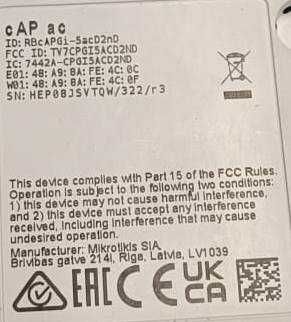 cAP ac
ID: RBcAPGi-5acD2nD
FCC ID: TV7CPGI5ACD2ND
IC: 7442A-CPGI5ACD2ND
E01: 48: A9: 8A: FE: 4C: 0C
W01: 48: A9: 8A: FE: 4C: 0F
SN: HEP08JSVTQW/322/r3
This device complies with Part 15 of the FCC Rules.
Operation is subject to the following two conditions:
1) this device may not cause harmful interference,
and 2) this device must accept any interference
received, including interference that may cause
undesired operation.
Manufacturer: Mikrotikls SIA,
Brivibas gatve 214i, Riga, Latvia, LV1039
EAC CE UK
CA